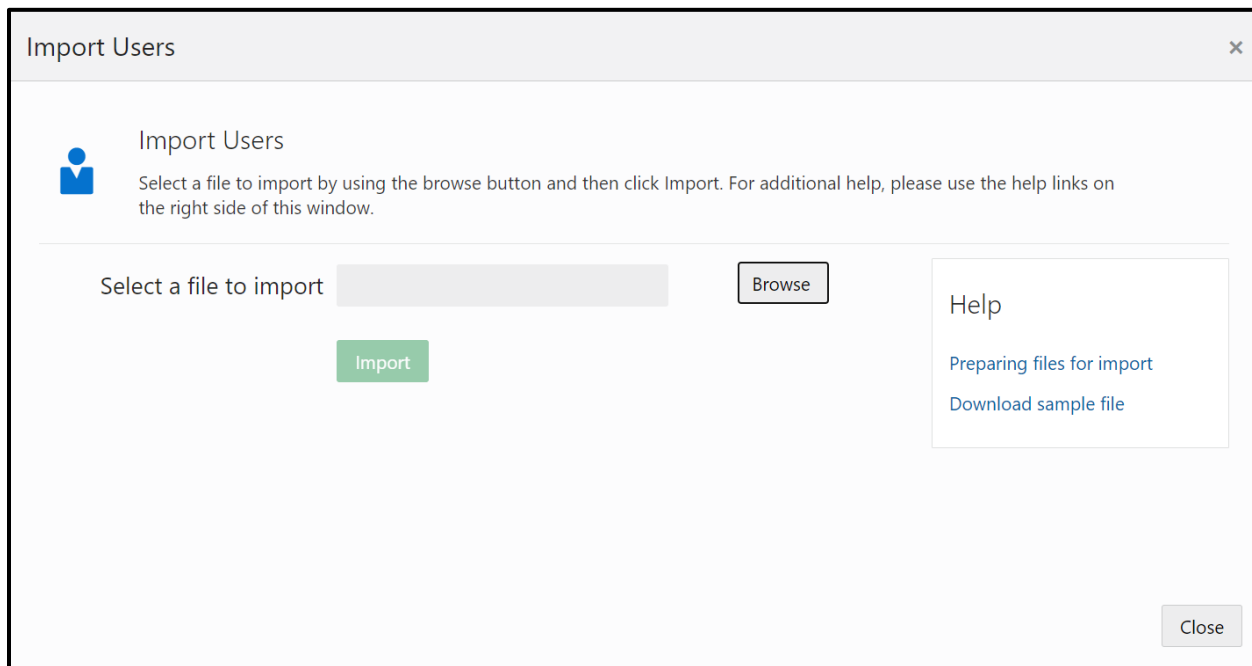 Import Users
×
Import Users
Select a file to import by using the browse button and then click Import. For additional help, please use the help links on
the right side of this window.
Select a file to import
Browse
Import
Help
Preparing files for import
Download sample file
Close